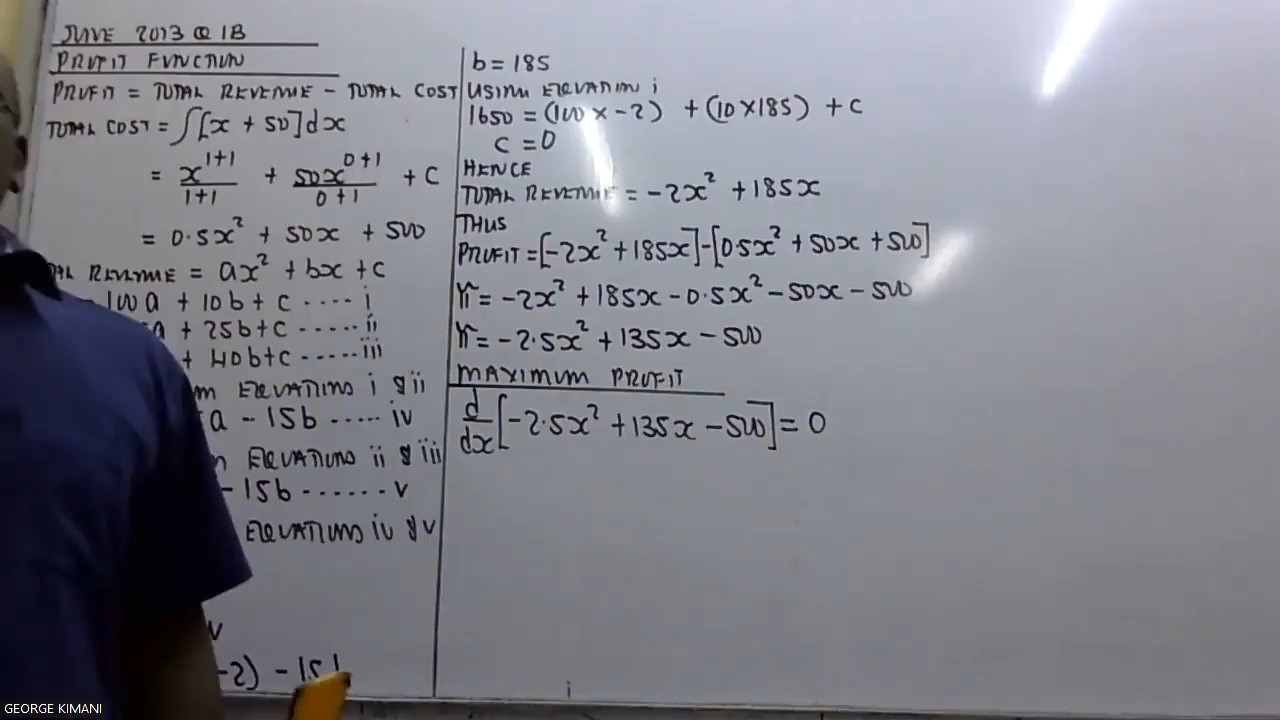 JUNE 2013 Q 1B
PROFIT FUNCTION
PROFIT = TOTAL REVENUE - TOTAL COST
TOTAL COST = ∫[x + 50]dx
= x^(1+1)/(1+1) + 50x^(0+1)/(0+1) + C
= 0.5x² + 50x + 500
REVENUE = ax² + bx + c
100a + 10b + c .... i
a + 25b + c ...... ii
+ 40b + c ...... iii
EQUATIONS i & ii
a - 15b ..... iv
EQUATIONS ii & iii
- 15b ....... v
EQUATIONS iv & v
-2) - 15b
b = 185
USING EQUATION i
1650 = (100 x -2) + (10 x 185) + C
C = 0
HENCE
TOTAL REVENUE = -2x² + 185x
THUS
PROFIT = [-2x² + 185x] - [0.5x² + 50x + 500]
π = -2x² + 185x - 0.5x² - 50x - 500
π = -2.5x² + 135x - 500
MAXIMUM PROFIT
d/dx[-2.5x² + 135x - 500] = 0
GEORGE KIMANI